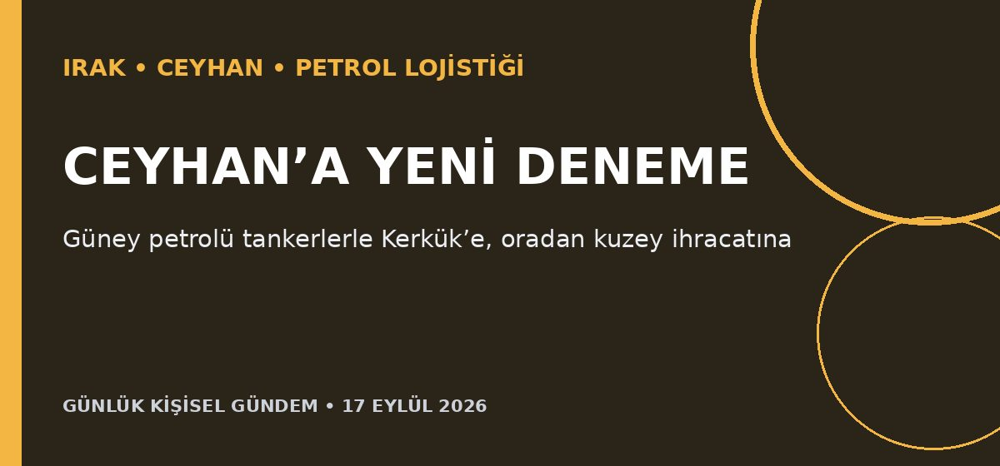 IRAK • CEYHAN • PETROL LOJİSTİĞİ
CEYHAN’A YENİ DENEME
Güney petrolü tankerlerle Kerkük’e, oradan kuzey ihracatına
GÜNLÜK KİŞİSEL GÜNDEM • 17 EYLÜL 2026